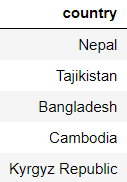 country
Nepal
Tajikistan
Bangladesh
Cambodia
Kyrgyz Republic